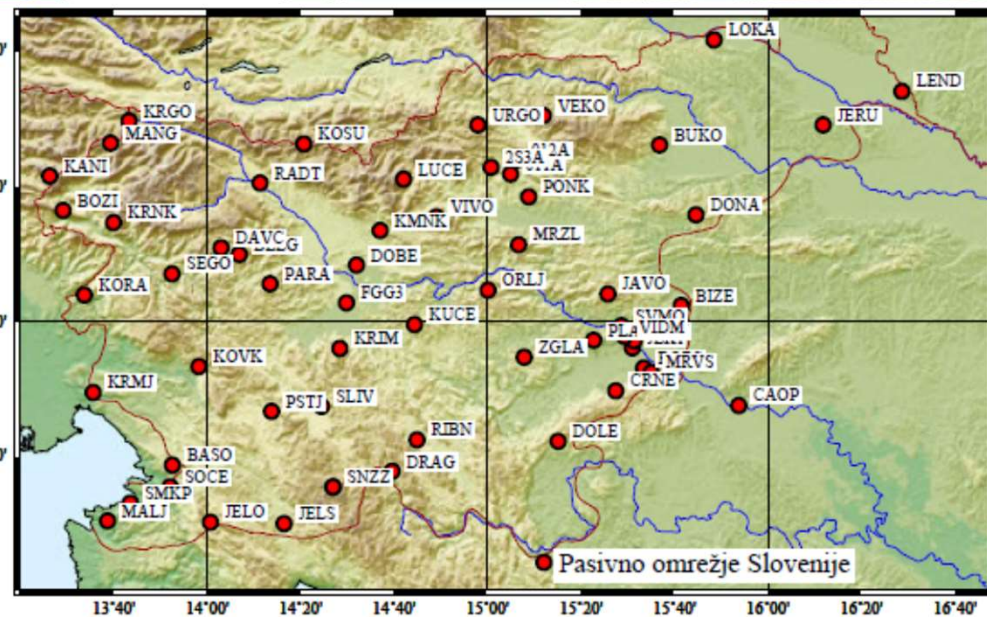 LOKA
LEND
VEKO
KRGO
URGO
JERU
MANG
KOSU
BUKO
2S3A
KANI
LUCE
RADT
PONK
BOZI
VIVO
DONA
KRNK
KMNK
DAVC
MRZL
DOBE
SEGO
PARA
KORA
ORLJ
JAVO
FGG3
BIZE
KUCE
VIDM
KRIM
ZGLA
KOVK
MRVS
KRMJ
CRNE
SLIV
CAOP
PSTJ
RIBN
DOLE
BASO
DRAG
SOCE
SNZZ
SMKP
MALJ
JELO
JELS
Pasivno omrežje Slovenije
13°40' 14°00' 14°20' 14°40' 15°00' 15°20' 15°40' 16°00' 16°20' 16°40'